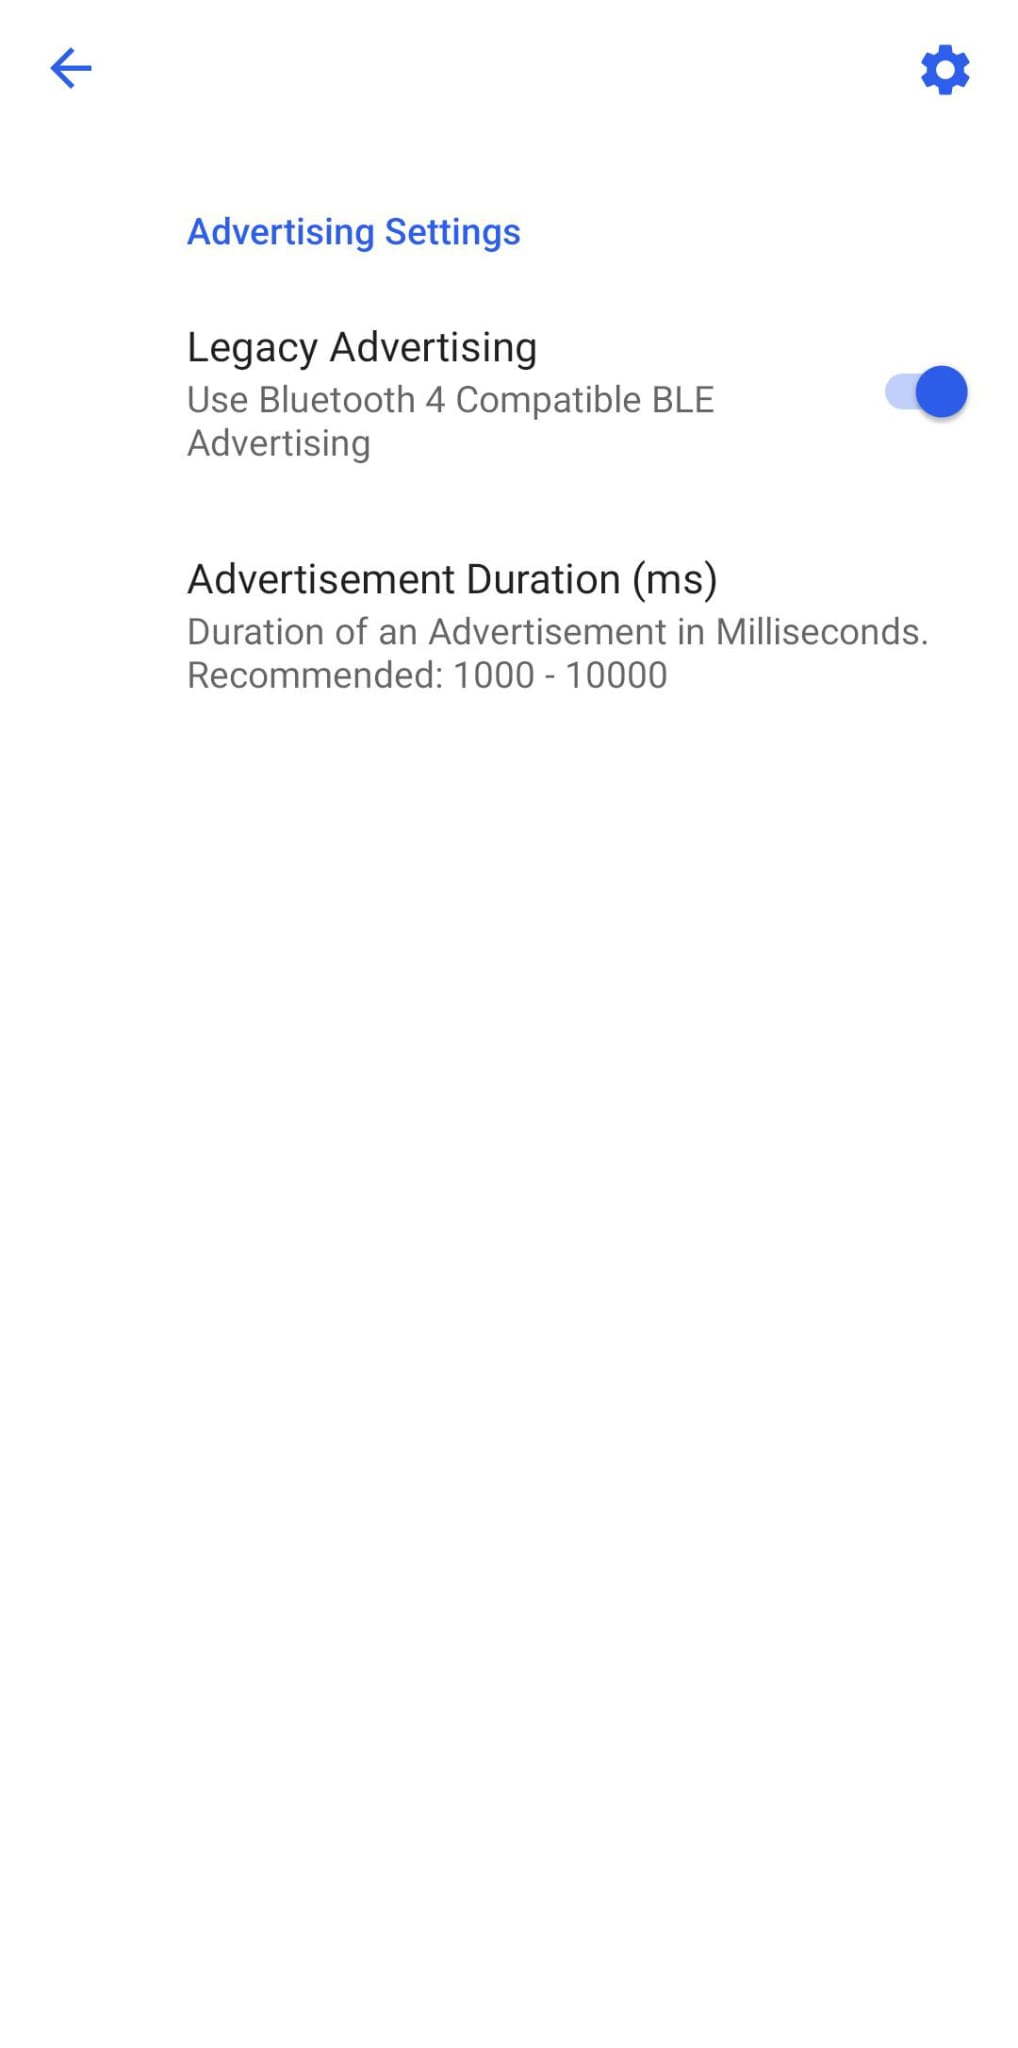 Advertising Settings
Legacy Advertising
Use Bluetooth 4 Compatible BLE
Advertising
Advertisement Duration (ms)
Duration of an Advertisement in Milliseconds.
Recommended: 1000 - 10000